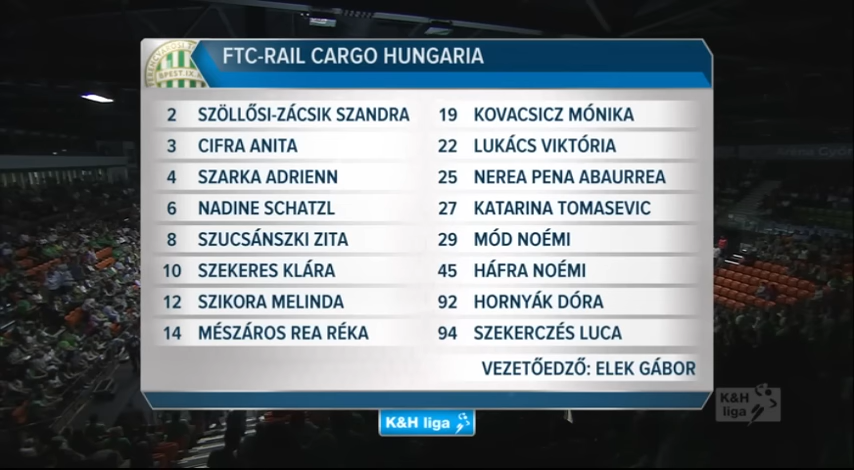 FTC-RAIL CARGO HUNGARIA
2 SZÖLLŐSI-ZÁCSIK SZANDRA
3 CIFRA ANITA
4 SZARKA ADRIENN
6 NADINE SCHATZL
8 SZUCSÁNSZKI ZITA
10 SZEKERES KLÁRA
12 SZIKORA MELINDA
14 MÉSZÁROS REA RÉKA
19 KOVACSICZ MÓNIKA
22 LUKÁCS VIKTÓRIA
25 NEREA PENA ABAURREA
27 KATARINA TOMASEVIC
29 MÓD NOÉMI
45 HÁFRA NOÉMI
92 HORNYÁK DÓRA
94 SZEKERCZÉS LUCA
VEZETŐEDZŐ: ELEK GÁBOR
K&H liga
K&H
liga